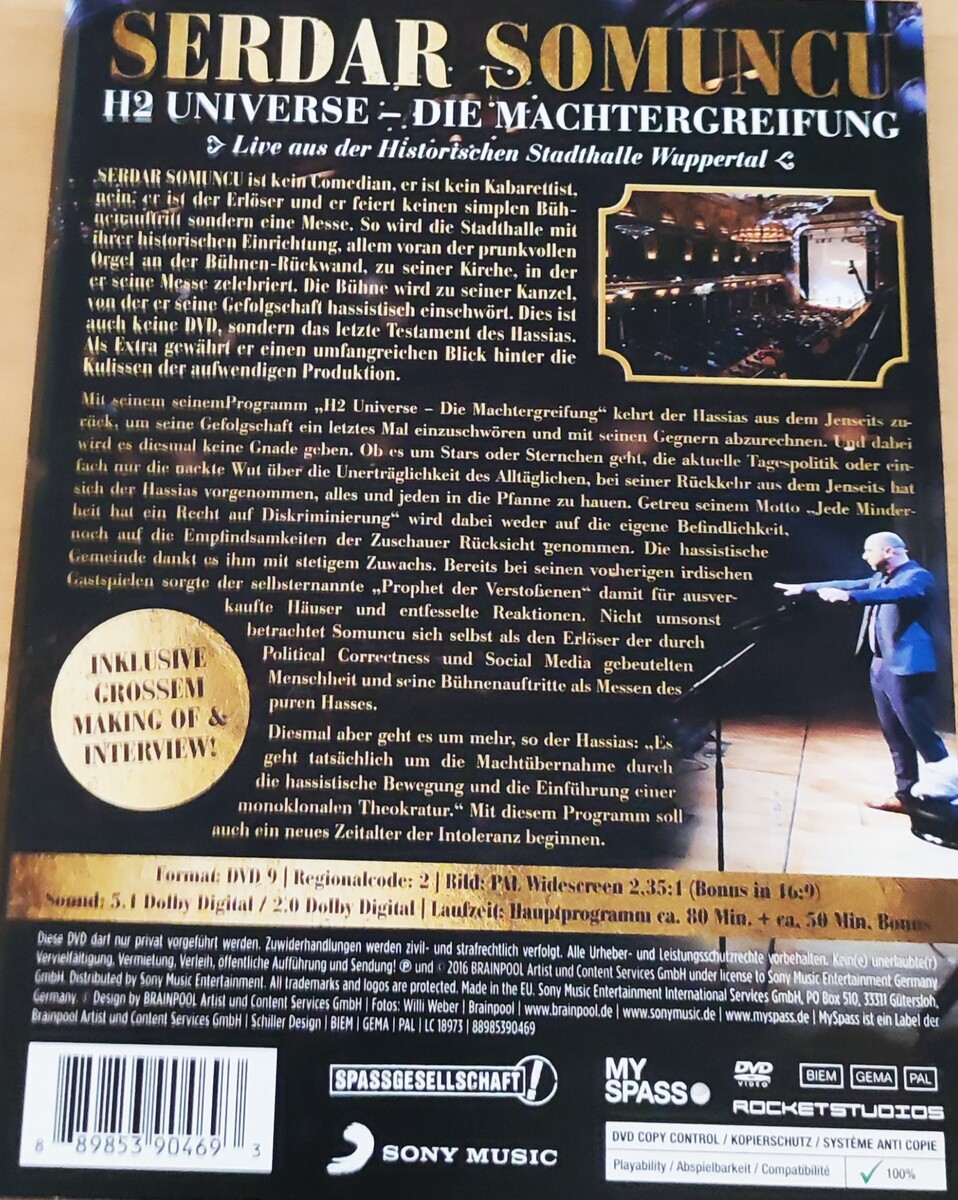 SERDAR SOMUNCU
H2 UNIVERSE – DIE MACHTERGREIFUNG
Live aus der Historischen Stadthalle Wuppertal
SERDAR SOMUNCU ist kein Comedian, er ist kein Kabarettist,
nein, er ist der Erlöser und er feiert keinen simplen Büh-
nenauftritt sondern eine Messe. So wird die Stadthalle mit
ihrer historischen Einrichtung, allem voran der prunkvollen
Orgel an der Bühnen-Rückwand, zu seiner Kirche, in der
er seine Messe zelebriert. Die Bühne wird zu seiner Kanzel,
von der er seine Gefolgschaft hassistisch einschwört. Dies ist
auch keine DVD, sondern das letzte Testament des Hassias.
Als Extra gewährt er einen umfangreichen Blick hinter die
Kulissen der aufwendigen Produktion.
Mit seinem seinemProgramm „H2 Universe – Die Machtergreifung“ kehrt der Hassias aus dem Jenseits zu-
rück, um seine Gefolgschaft ein letztes Mal einzuschwören und mit seinen Gegnern abzurechnen. Und dabei
wird es diesmal keine Gnade geben. Ob es um Stars oder Sternchen geht, die aktuelle Tagespolitik oder ein-
fach nur die nackte Wut über die Unerträglichkeit des Alltäglichen, bei seiner Rückkehr aus dem Jenseits hat
sich der Hassias vorgenommen, alles und jeden in die Pfanne zu hauen. Getreu seinem Motto „Jede Minder-
heit hat ein Recht auf Diskriminierung“ wird dabei weder auf die eigene Befindlichkeit,
noch auf die Empfindsamkeiten der Zuschauer Rücksicht genommen. Die hassistische
Gemeinde dankt es ihm mit stetigem Zuwachs. Bereits bei seinen vorherigen irdischen
Gastspielen sorgte der selbsternannte „Prophet der Verstoßenen“ damit für ausver-
kaufte Häuser und entfesselte Reaktionen. Nicht umsonst
betrachtet Somuncu sich selbst als den Erlöser der durch
Political Correctness und Social Media gebeutelten
Menschheit und seine Bühnenauftritte als Messen des
puren Hasses.
Diesmal aber geht es um mehr, so der Hassias: „Es
geht tatsächlich um die Machtübernahme durch
die hassistische Bewegung und die Einführung einer
monoklonalen Theokratur.“ Mit diesem Programm soll
auch ein neues Zeitalter der Intoleranz beginnen.
INKLUSIVE
GROSSEM
MAKING OF &
INTERVIEW!
Format: DVD 9 | Regionalcode: 2 | Bild: PAL Widescreen 2,35:1 (Bonus in 16:9)
Sound: 5.1 Dolby Digital / 2.0 Dolby Digital | Laufzeit: Hauptprogramm ca. 80 Min. + ca. 50 Min. Bonus
Diese DVD darf nur privat vorgeführt werden. Zuwiderhandlungen werden zivil- und strafrechtlich verfolgt. Alle Urheber- und Leistungsschutzrechte vorbehalten. Kein(e) unerlaubte(r)
Vervielfältigung, Vermietung, Verleih, öffentliche Aufführung und Sendung! ℗ und © 2016 BRAINPOOL Artist und Content Services GmbH under license to Sony Music Entertainment Germany
GmbH. Distributed by Sony Music Entertainment. All trademarks and logos are protected. Made in the EU. Sony Music Entertainment International Services GmbH, PO Box 510, 33311 Gütersloh,
Germany. Design by BRAINPOOL Artist und Content Services GmbH | Fotos: Willi Weber | Brainpool | www.brainpool.de | www.sonymusic.de | www.myspass.de | MySpass ist ein Label der
Brainpool Artist und Content Services GmbH | Schiller Design | BIEM | GEMA | PAL | LC 18973 | 88985390469
8 89853 90469 3
SPASSGESELLSCHAFT!
SONY MUSIC
MY
SPASS
DVD
VIDEO
BIEM GEMA PAL
ROCKETSTUDIOS
DVD COPY CONTROL / KOPIERSCHUTZ / SYSTÈME ANTI COPIE
Playability / Abspielbarkeit / Compatibilité ✓ 100%